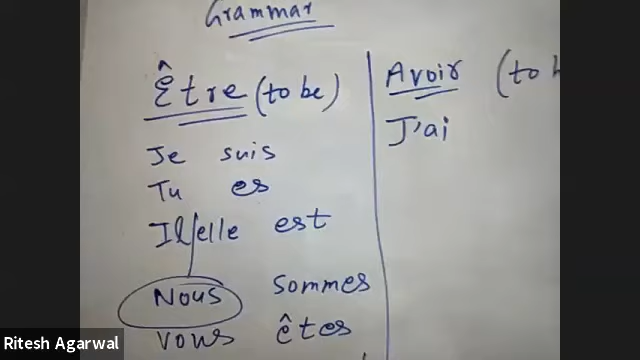 Grammar
Être (to be)
Je suis
Tu es
Il/elle est
Nous sommes
Vous êtes
Avoir (to h
J'ai
Ritesh Agarwal